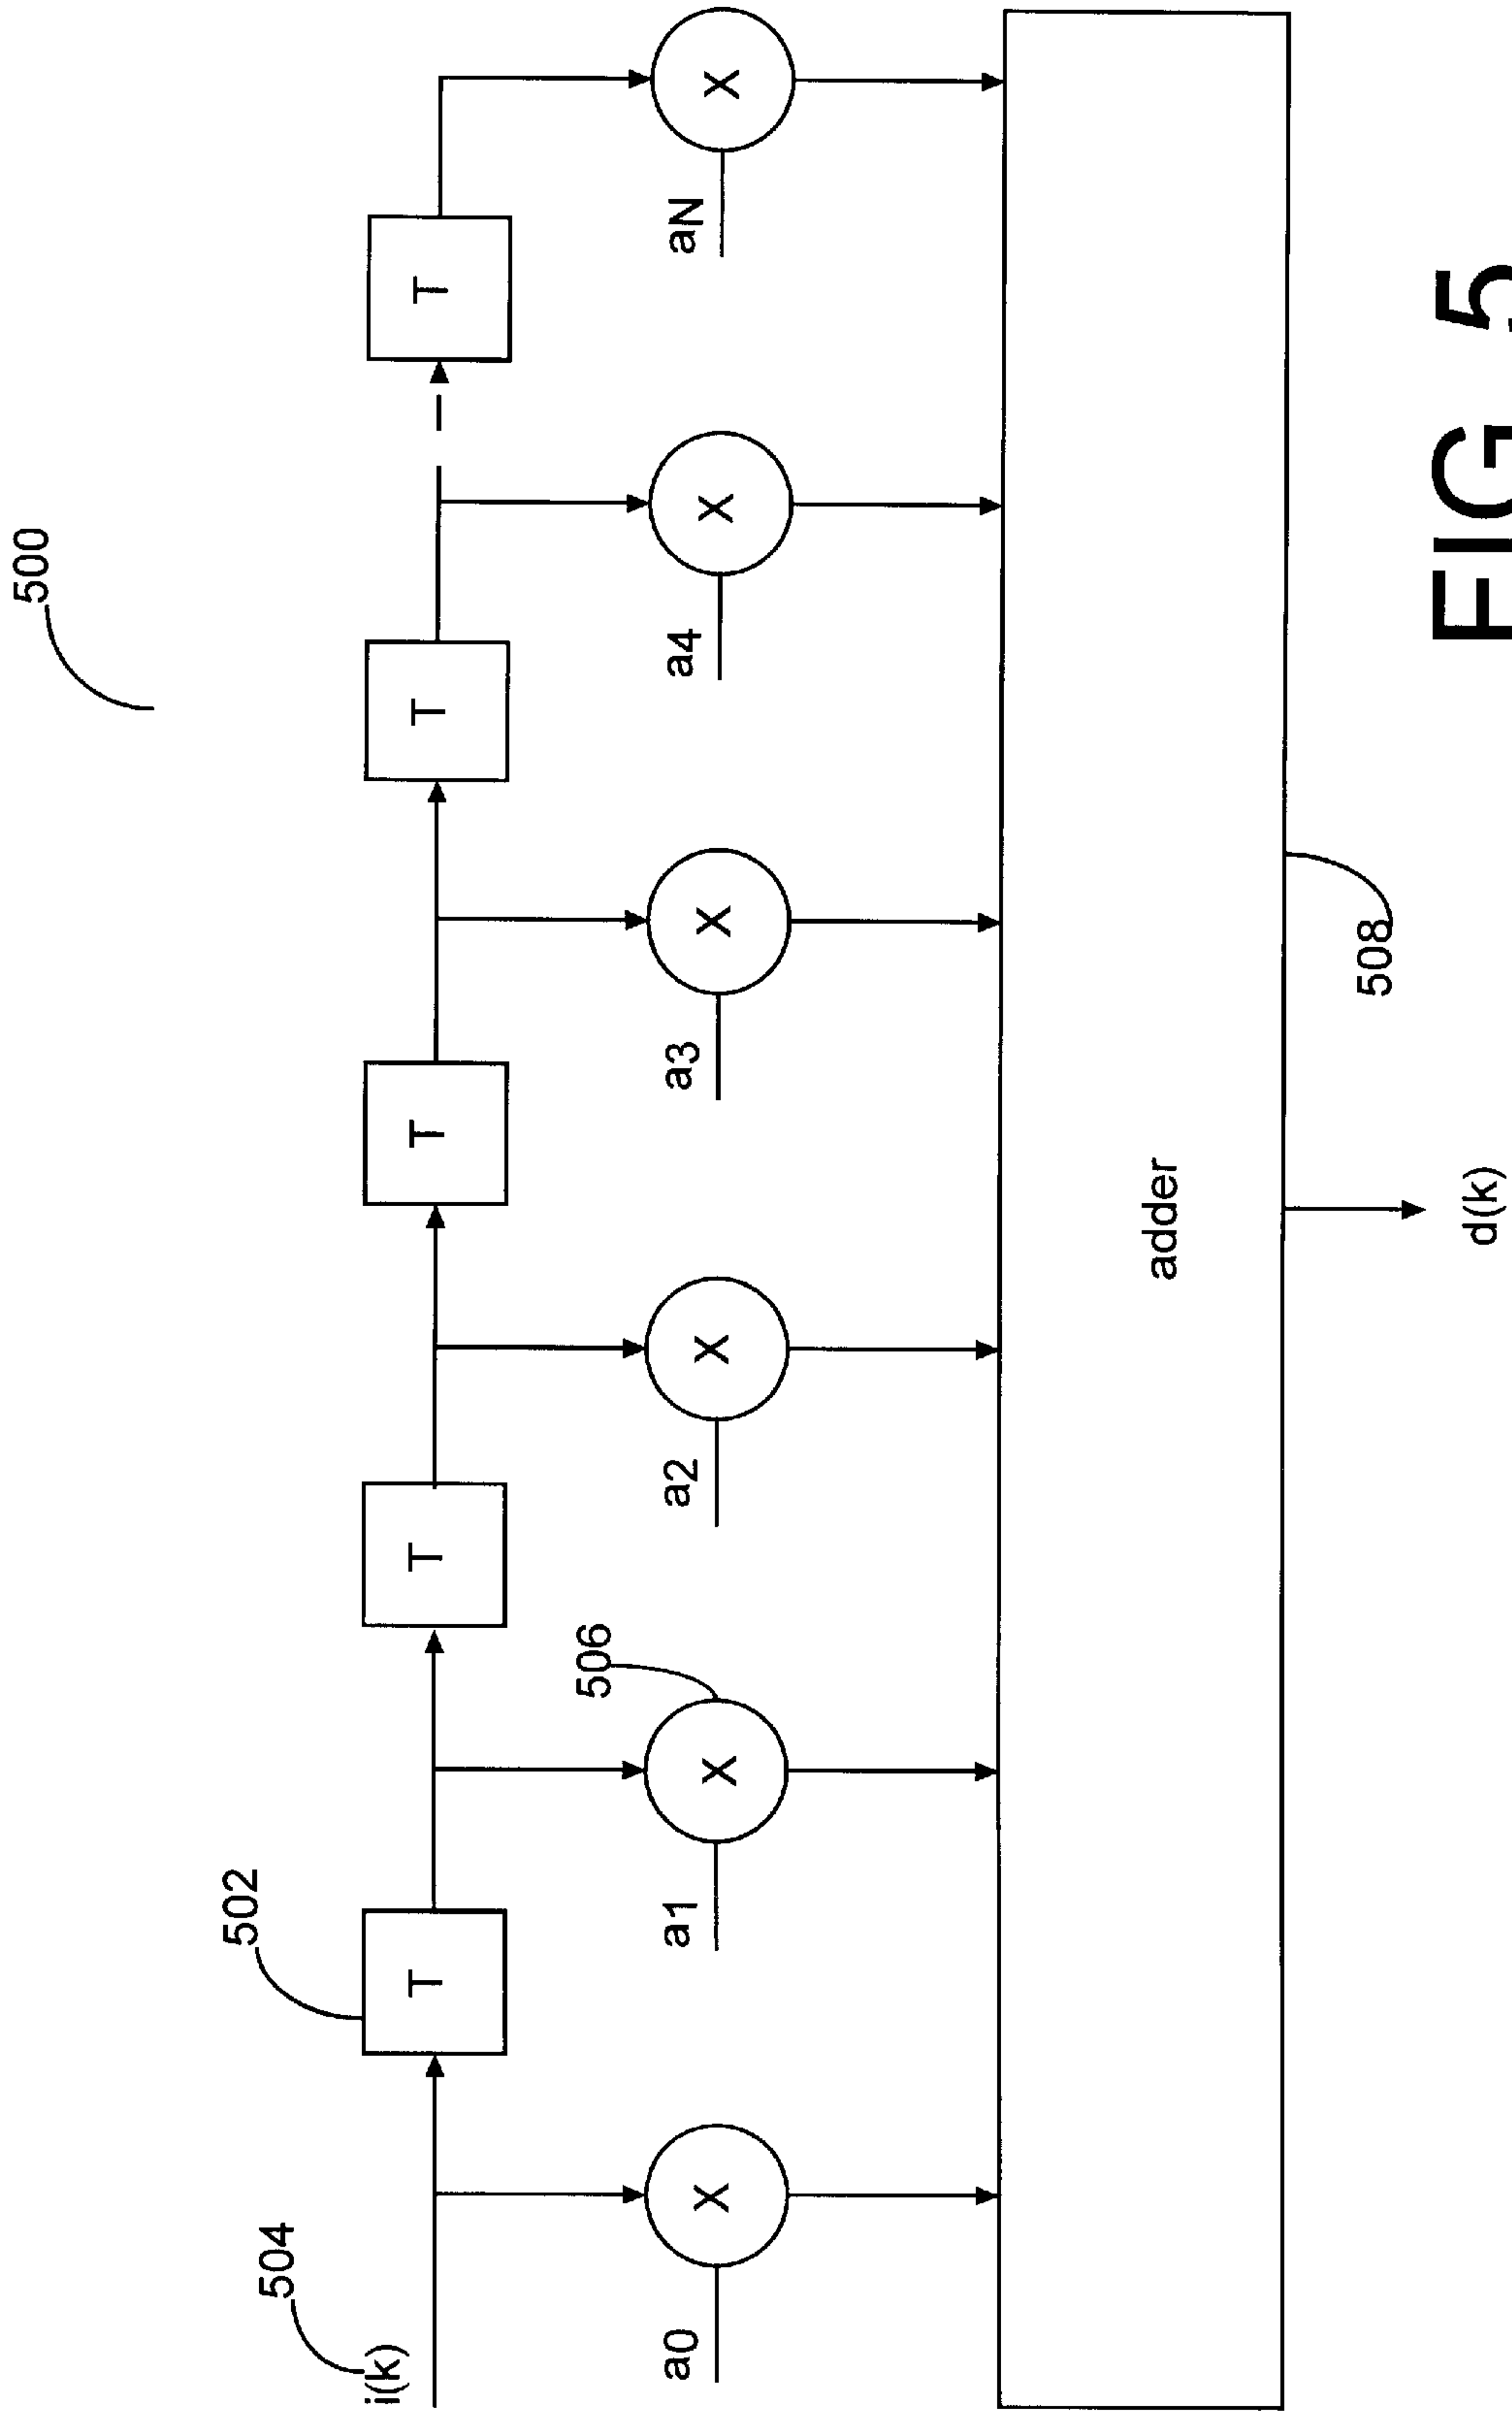 500
502
504
i(k)
T T T T T
506
a0 a1 a2 a3 a4 aN
X X X X X X
adder
508
d(k)
FIG. 5